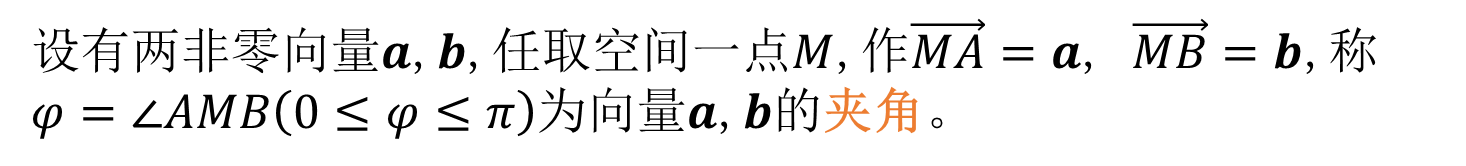 设有两非零向量a, b, 任取空间一点M, 作$\overrightarrow{MA}$ = a, $\overrightarrow{MB}$ = b, 称
φ = ∠AMB(0 ≤ φ ≤ π)为向量a, b的夹角。